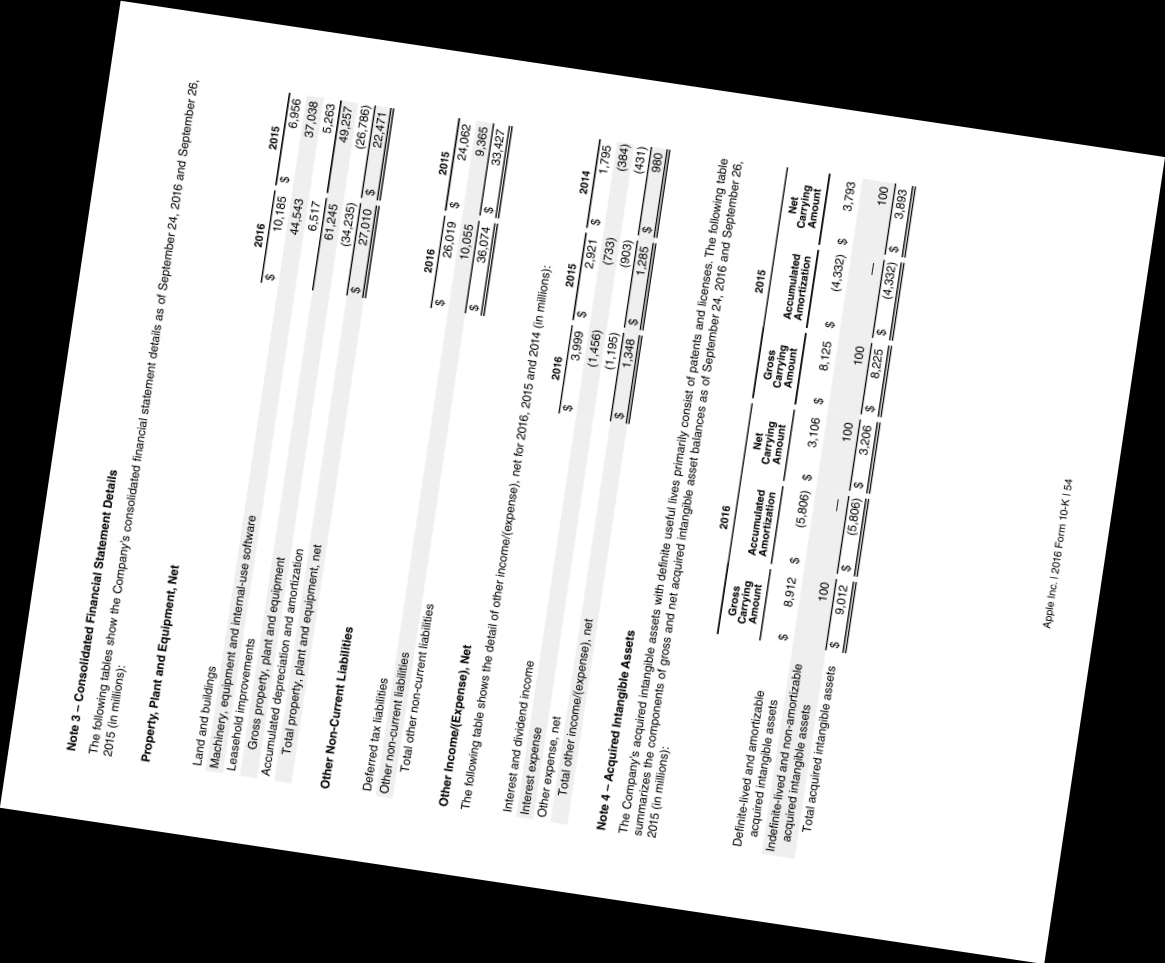 Note 3 – Consolidated Financial Statement Details
The following tables show the Company's consolidated financial statement details as of September 24, 2016 and September 26,
2015 (in millions):
Property, Plant and Equipment, Net
2016 2015
Land and buildings $ 10,185 $ 6,956
Machinery, equipment and internal-use software 44,543 37,038
Leasehold improvements 6,517 5,263
Gross property, plant and equipment 61,245 49,257
Accumulated depreciation and amortization (34,235) (26,786)
Total property, plant and equipment, net $ 27,010 $ 22,471
Other Non-Current Liabilities
2016 2015
Deferred tax liabilities $ 26,019 $ 24,062
Other non-current liabilities 10,055 9,365
Total other non-current liabilities $ 36,074 $ 33,427
Other Income/(Expense), Net
The following table shows the detail of other income/(expense), net for 2016, 2015 and 2014 (in millions):
2016 2015 2014
Interest and dividend income $ 3,999 $ 2,921 $ 1,795
Interest expense (1,456) (733) (384)
Other expense, net (1,195) (903) (431)
Total other income/(expense), net $ 1,348 $ 1,285 $ 980
Note 4 – Acquired Intangible Assets
The Company's acquired intangible assets with definite useful lives primarily consist of patents and licenses. The following table
summarizes the components of gross and net acquired intangible asset balances as of September 24, 2016 and September 26,
2015 (in millions):
2016 2015
Gross Net Gross Net
Carrying Accumulated Carrying Carrying Accumulated Carrying
Amount Amortization Amount Amount Amortization Amount
Definite-lived and amortizable
acquired intangible assets $ 8,912 $ (5,806) $ 3,106 $ 8,125 $ (4,332) $ 3,793
Indefinite-lived and non-amortizable
acquired intangible assets 100 — 100 100 — 100
Total acquired intangible assets $ 9,012 $ (5,806) $ 3,206 $ 8,225 $ (4,332) $ 3,893
Apple Inc. | 2016 Form 10-K | 54